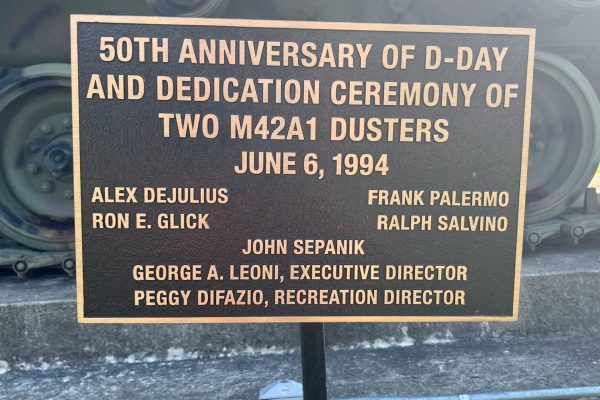 50TH ANNIVERSARY OF D-DAY
AND DEDICATION CEREMONY OF
TWO M42A1 DUSTERS
JUNE 6, 1994
ALEX DEJULIUS FRANK PALERMO
RON E. GLICK RALPH SALVINO
JOHN SEPANIK
GEORGE A. LEONI, EXECUTIVE DIRECTOR
PEGGY DIFAZIO, RECREATION DIRECTOR